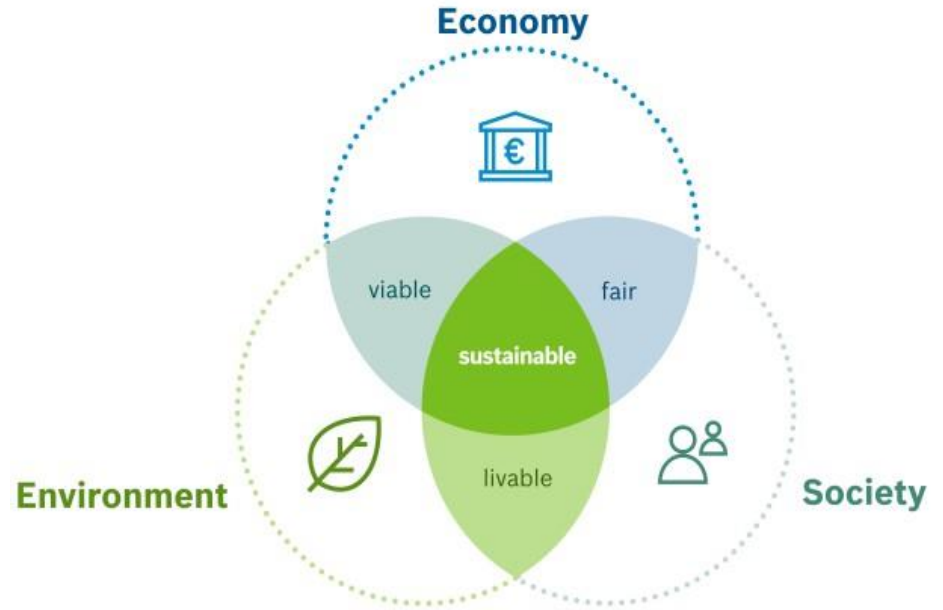 Economy
€
viable
fair
sustainable
livable
Environment
Society